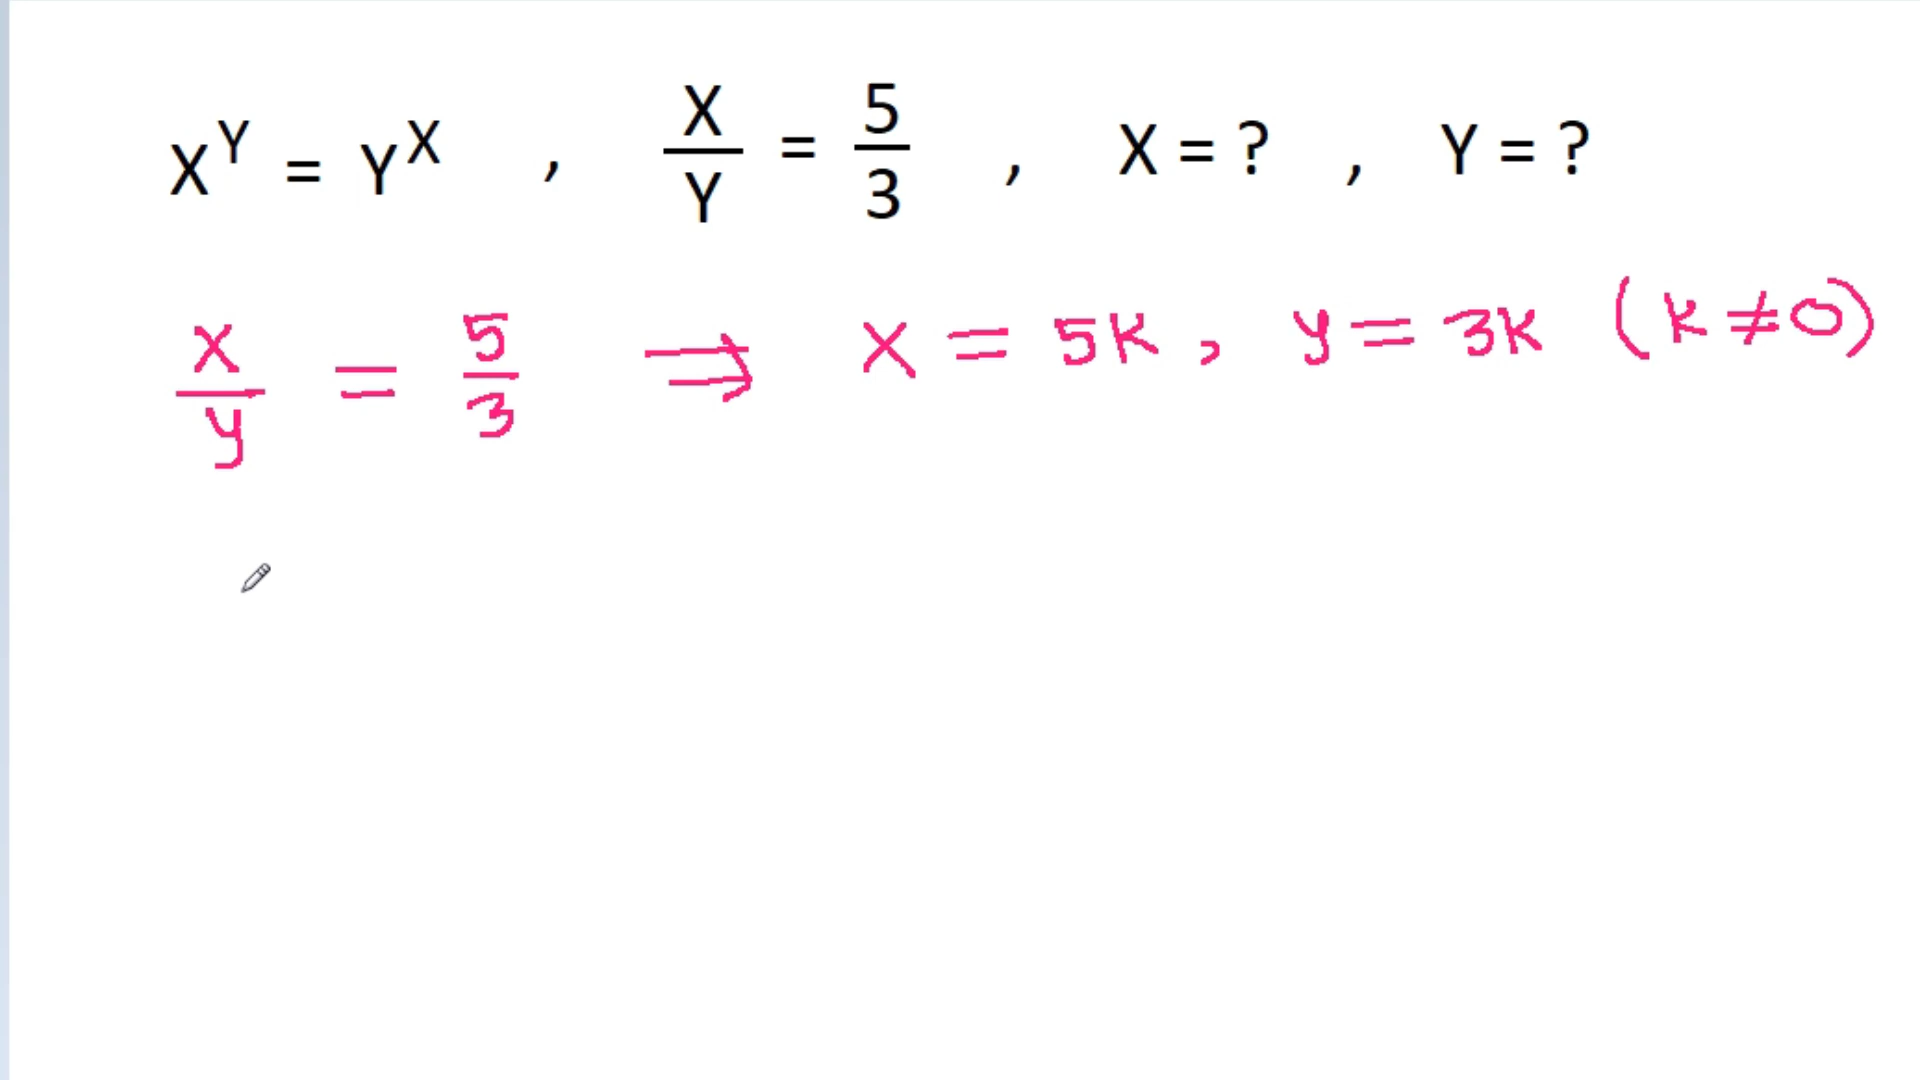 X^Y = Y^X , X/Y = 5/3 , X = ? , Y = ?
x/y = 5/3 ⇒ x = 5k , y = 3k (k≠0)